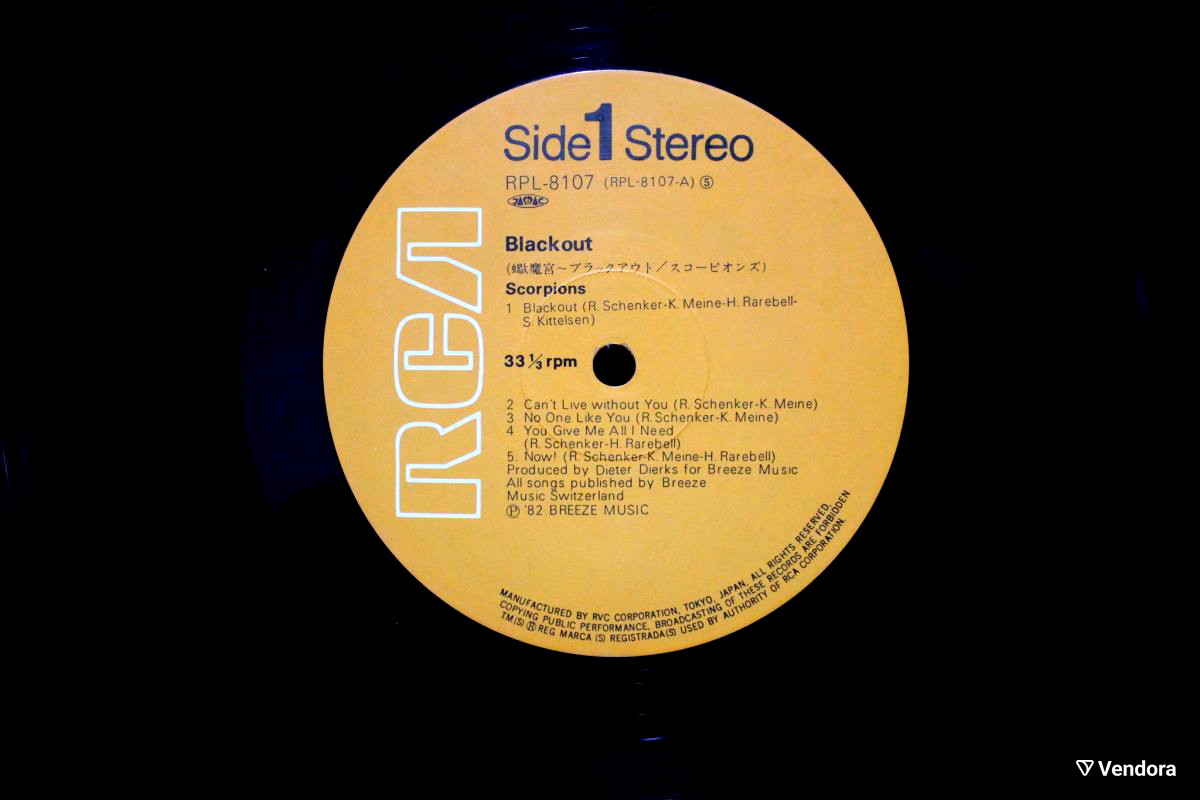 Side 1 Stereo
RPL-8107 (RPL-8107-A) ⑤
JASRAC
Blackout
(蠍魔宮～ブラックアウト／スコーピオンズ)
Scorpions
1 Blackout (R. Schenker-K. Meine-H. Rarebell-
S. Kittelsen)
33 1/3 rpm
2 Can't Live without You (R. Schenker-K. Meine)
3 No One Like You (R. Schenker-K. Meine)
4 You Give Me All I Need
(R. Schenker-H. Rarebell)
5. Now! (R. Schenker-K. Meine-H. Rarebell)
Produced by Dieter Dierks for Breeze Music
All songs published by Breeze
Music Switzerland
Ⓟ '82 BREEZE MUSIC
RCA
MANUFACTURED BY RVC CORPORATION, TOKYO, JAPAN, ALL RIGHTS RESERVED,
COPYING PUBLIC PERFORMANCE, BROADCASTING OF THESE RECORDS ARE FORBIDDEN
TM(S) ® REG MARCA (S) REGISTRADA(S) USED BY AUTHORITY OF RCA CORPORATION.
Vendora